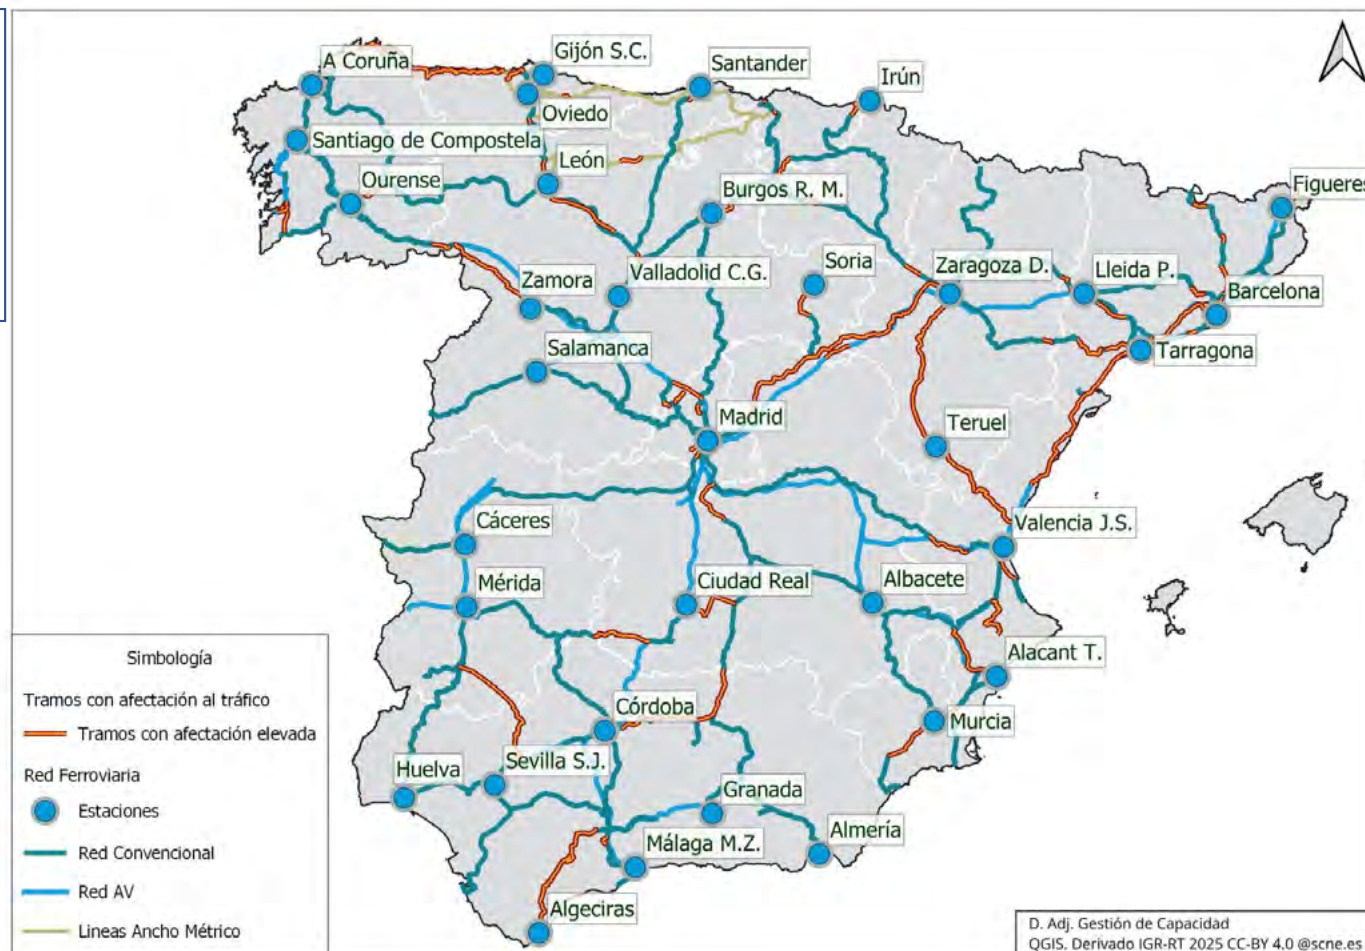 A Coruña
Gijón S.C.
Santander
Irún
Oviedo
Santiago de Compostela
León
Ourense
Burgos R. M.
Figueres
Soria
Zaragoza D.
Lleida P.
Zamora
Valladolid C.G.
Barcelona
Salamanca
Tarragona
Madrid
Teruel
Cáceres
Valencia J.S.
Mérida
Ciudad Real
Albacete
Alacant T.
Córdoba
Murcia
Huelva
Sevilla S.J.
Granada
Almería
Málaga M.Z.
Algeciras
Simbología
Tramos con afectación al tráfico
Tramos con afectación elevada
Red Ferroviaria
Estaciones
Red Convencional
Red AV
Lineas Ancho Métrico
D. Adj. Gestión de Capacidad
QGIS. Derivado IGR-RT 2025 CC-BY 4.0 @scne.es